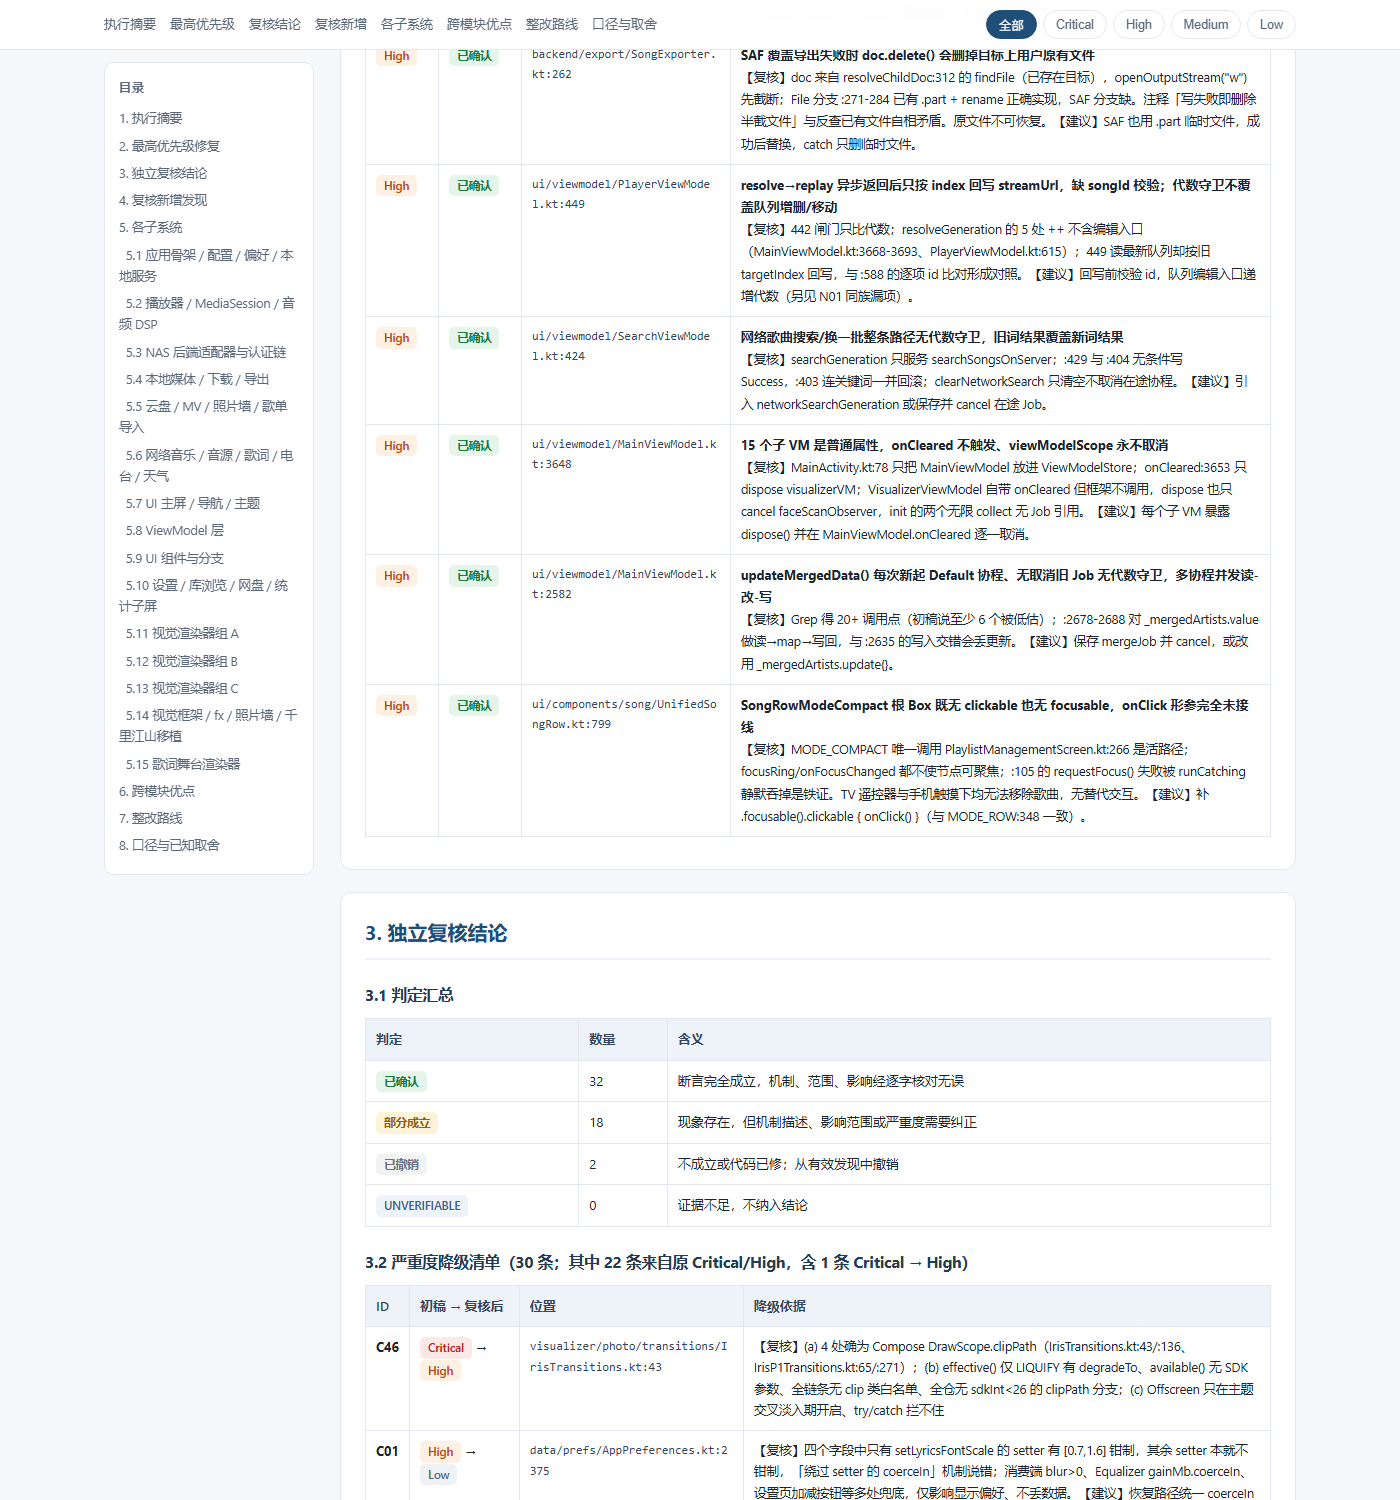 执行摘要 最高优先级 复核结论 复核新增 各子系统 跨模块优点 整改路线 口径与取舍 全部 Critical High Medium Low
目录
1. 执行摘要
2. 最高优先级修复
3. 独立复核结论
4. 复核新增发现
5. 各子系统
5.1 应用骨架 / 配置 / 偏好 / 本
地服务
5.2 播放器 / MediaSession / 音
频 DSP
5.3 NAS 后端适配器与认证链
5.4 本地媒体 / 下载 / 导出
5.5 云盘 / MV / 照片墙 / 歌单
导入
5.6 网络音乐 / 音源 / 歌词 / 电
台 / 天气
5.7 UI 主屏 / 导航 / 主题
5.8 ViewModel 层
5.9 UI 组件与分支
5.10 设置 / 库浏览 / 网盘 / 统
计子屏
5.11 视觉渲染器组 A
5.12 视觉渲染器组 B
5.13 视觉渲染器组 C
5.14 视觉框架 / fx / 照片墙 / 千
里江山移植
5.15 歌词舞台渲染器
6. 跨模块优点
7. 整改路线
8. 口径与已知取舍
High 已确认 backend/export/SongExporter.
kt:262
SAF 覆盖导出失败时 doc.delete() 会删掉目标上用户原有文件
【复核】doc 来自 resolveChildDoc:312 的 findFile（已存在目标），openOutputStream("w")
先截断；File 分支 :271-284 已有 .part + rename 正确实现，SAF 分支缺。注释「写失败即删除
半截文件」与反查已有文件自相矛盾。原文件不可恢复。【建议】SAF 也用 .part 临时文件，成
功后替换，catch 只删临时文件。
High 已确认 ui/viewmodel/PlayerViewMode
l.kt:449
resolve→replay 异步返回后只按 index 回写 streamUrl，缺 songId 校验；代数守卫不覆
盖队列增删/移动
【复核】442 闸门只比代数；resolveGeneration 的 5 处 ++ 不含编辑入口
（MainViewModel.kt:3668-3693、PlayerViewModel.kt:615）；449 读最新队列却按旧
targetIndex 回写，与 :588 的逐项 id 比对形成对照。【建议】回写前校验 id，队列编辑入口递
增代数（另见 N01 同族漏项）。
High 已确认 ui/viewmodel/SearchViewMode
l.kt:424
网络歌曲搜索/换一批整条路径无代数守卫，旧词结果覆盖新词结果
【复核】searchGeneration 只服务 searchSongsOnServer；:429 与 :404 无条件写
Success，:403 连关键词一并回滚；clearNetworkSearch 只清空不取消在途协程。【建议】引
入 networkSearchGeneration 或保存并 cancel 在途 Job。
High 已确认 ui/viewmodel/MainViewModel.k
t:3648
15 个子 VM 是普通属性，onCleared 不触发、viewModelScope 永不取消
【复核】MainActivity.kt:78 只把 MainViewModel 放进 ViewModelStore；onCleared:3653 只
dispose visualizerVM；VisualizerViewModel 自带 onCleared 但框架不调用，dispose 也只
cancel faceScanObserver，init 的两个无限 collect 无 Job 引用。【建议】每个子 VM 暴露
dispose() 并在 MainViewModel.onCleared 逐一取消。
High 已确认 ui/viewmodel/MainViewModel.k
t:2582
updateMergedData() 每次新起 Default 协程、无取消旧 Job 无代数守卫，多协程并发读-
改-写
【复核】Grep 得 20+ 调用点（初稿说至少 6 个被低估）；:2678-2688 对 _mergedArtists.value
做读→map→写回，与 :2635 的写入交错会丢更新。【建议】保存 mergeJob 并 cancel，或改
用 _mergedArtists.update{}。
High 已确认 ui/components/song/UnifiedSo
ngRow.kt:799
SongRowModeCompact 根 Box 既无 clickable 也无 focusable，onClick 形参完全未接
线
【复核】MODE_COMPACT 唯一调用 PlaylistManagementScreen.kt:266 是活路径；
focusRing/onFocusChanged 都不使节点可聚焦；:105 的 requestFocus() 失败被 runCatching
静默吞掉是铁证。TV 遥控器与手机触摸下均无法移除歌曲，无替代交互。【建议】补
.focusable().clickable { onClick() }（与 MODE_ROW:348 一致）。
3. 独立复核结论
3.1 判定汇总
判定 数量 含义
已确认 32 断言完全成立，机制、范围、影响经逐字核对无误
部分成立 18 现象存在，但机制描述、影响范围或严重度需要纠正
已撤销 2 不成立或代码已修；从有效发现中撤销
UNVERIFIABLE 0 证据不足，不纳入结论
3.2 严重度降级清单（30 条；其中 22 条来自原 Critical/High，含 1 条 Critical → High）
ID 初稿 → 复核后 位置 降级依据
C46 Critical → High visualizer/photo/transitions/I
risTransitions.kt:43
【复核】(a) 4 处确为 Compose DrawScope.clipPath（IrisTransitions.kt:43/:136、
IrisP1Transitions.kt:65/:271）；(b) effective() 仅 LIQUIFY 有 degradeTo、available() 无 SDK
参数、全链条无 clip 类白名单、全仓无 sdkInt<26 的 clipPath 分支；(c) Offscreen 只在主题
交叉淡入期开启、try/catch 拦不住
C01 High → Low data/prefs/AppPreferences.kt:2
375
【复核】四个字段中只有 setLyricsFontScale 的 setter 有 [0.7,1.6] 钳制，其余 setter 本就不
钳制，「绕过 setter 的 coerceIn」机制说错；消费端 blur>0、Equalizer gainMb.coerceIn、
设置页加减按钮等多处兜底，仅影响显示偏好、不丢数据。【建议】恢复路径统一 coerceIn